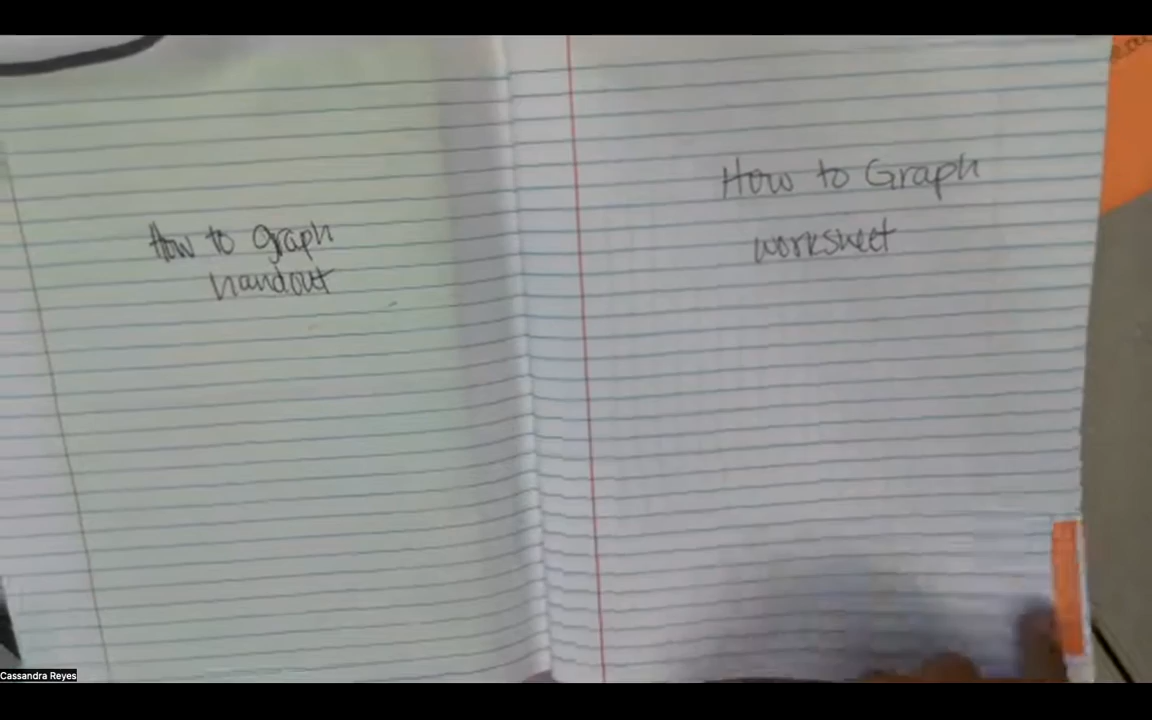 How to graph
handout
How to Graph
worksheet
Cassandra Reyes